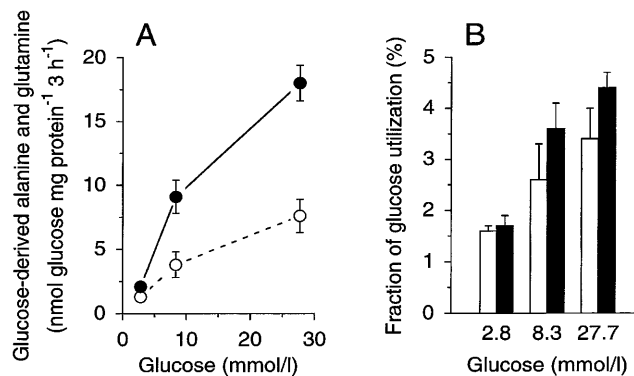 A
Glucose-derived alanine and glutamine
(nmol glucose mg protein⁻¹ 3 h⁻¹)
20
15
10
5
0
0 10 20 30
Glucose (mmol/l)
B
Fraction of glucose utilization (%)
5
4
3
2
1
0
2.8 8.3 27.7
Glucose (mmol/l)